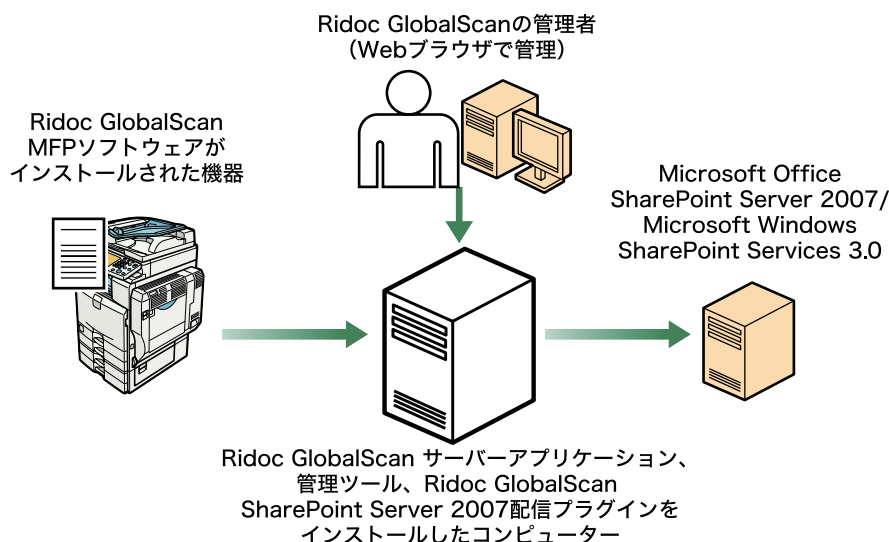 Ridoc GlobalScanの管理者
（Webブラウザで管理）
Ridoc GlobalScan
MFPソフトウェアが
インストールされた機器
Microsoft Office
SharePoint Server 2007/
Microsoft Windows
SharePoint Services 3.0
Ridoc GlobalScan サーバーアプリケーション、
管理ツール、Ridoc GlobalScan
SharePoint Server 2007配信プラグインを
インストールしたコンピューター